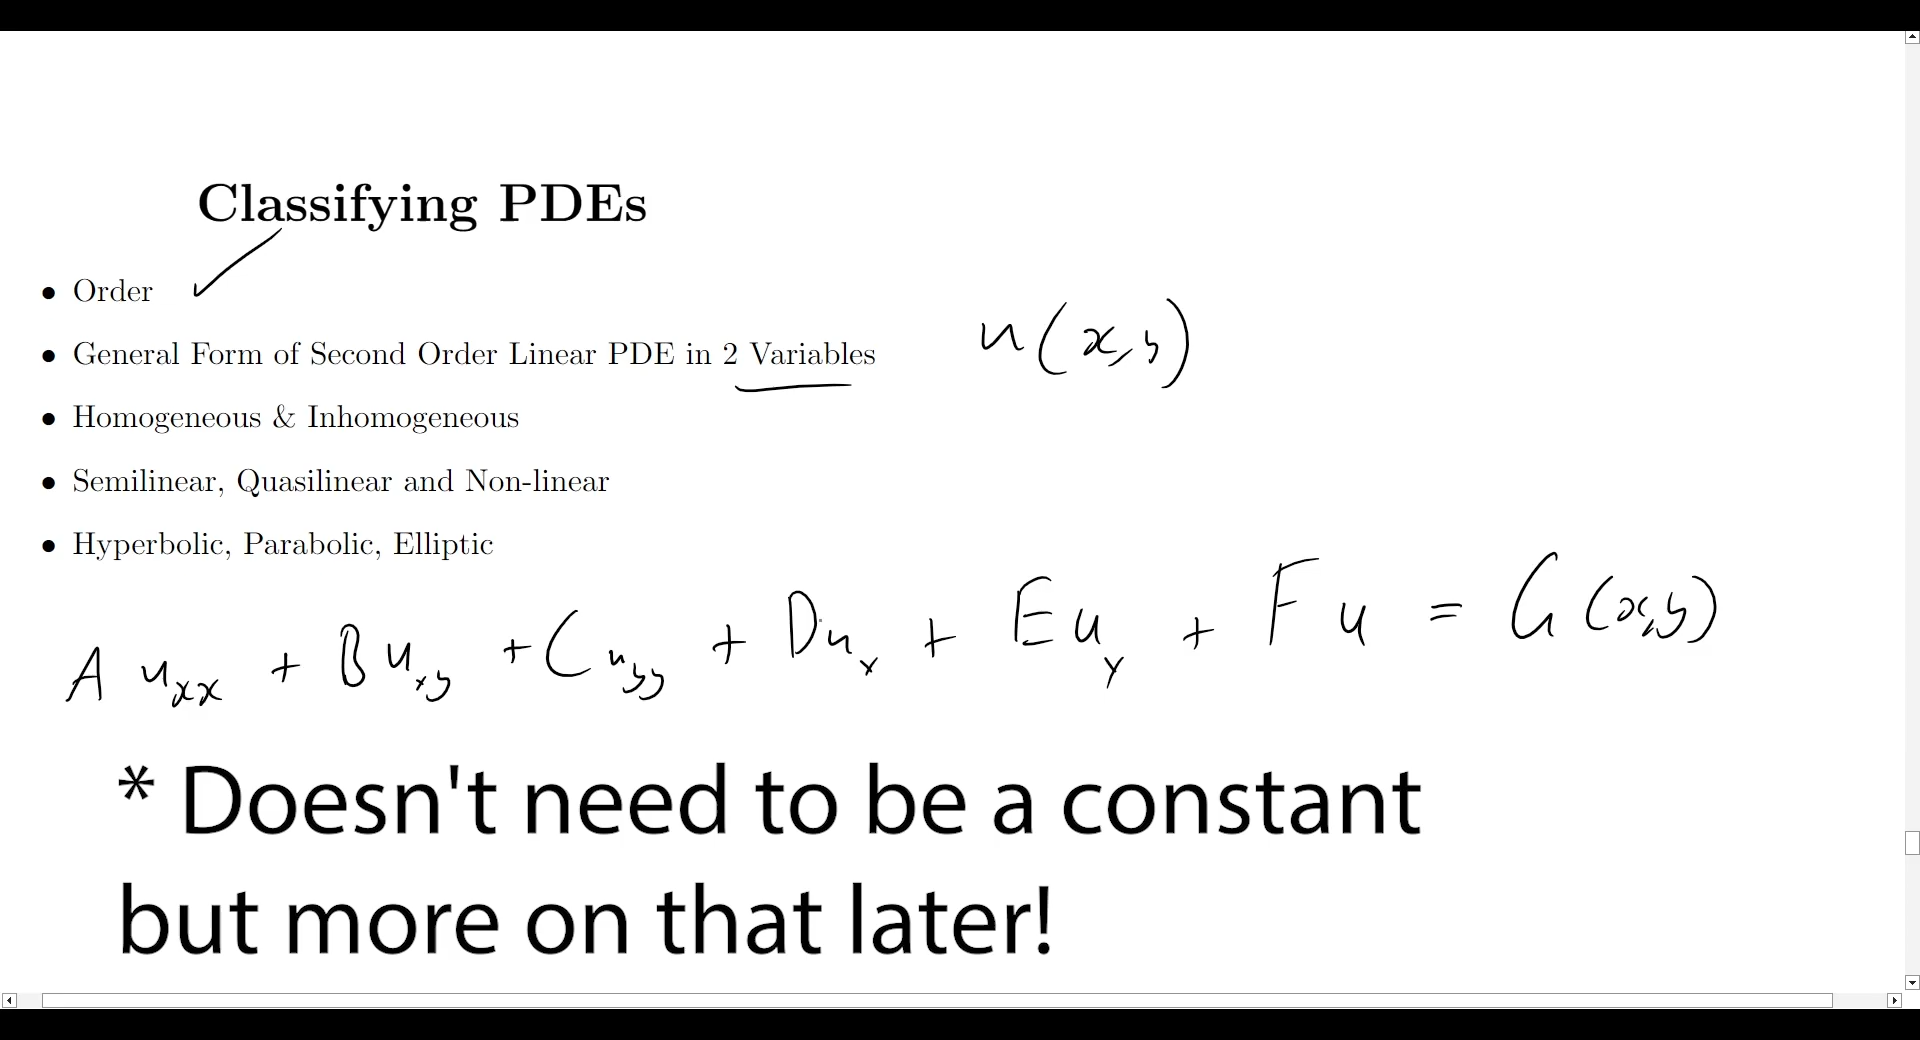 Classifying PDEs
• Order
• General Form of Second Order Linear PDE in 2 Variables
u(x,y)
• Homogeneous & Inhomogeneous
• Semilinear, Quasilinear and Non-linear
• Hyperbolic, Parabolic, Elliptic
A u_xx + B u_xy + C u_yy + D u_x + E u_y + F u = G(x,y)
* Doesn't need to be a constant
but more on that later!